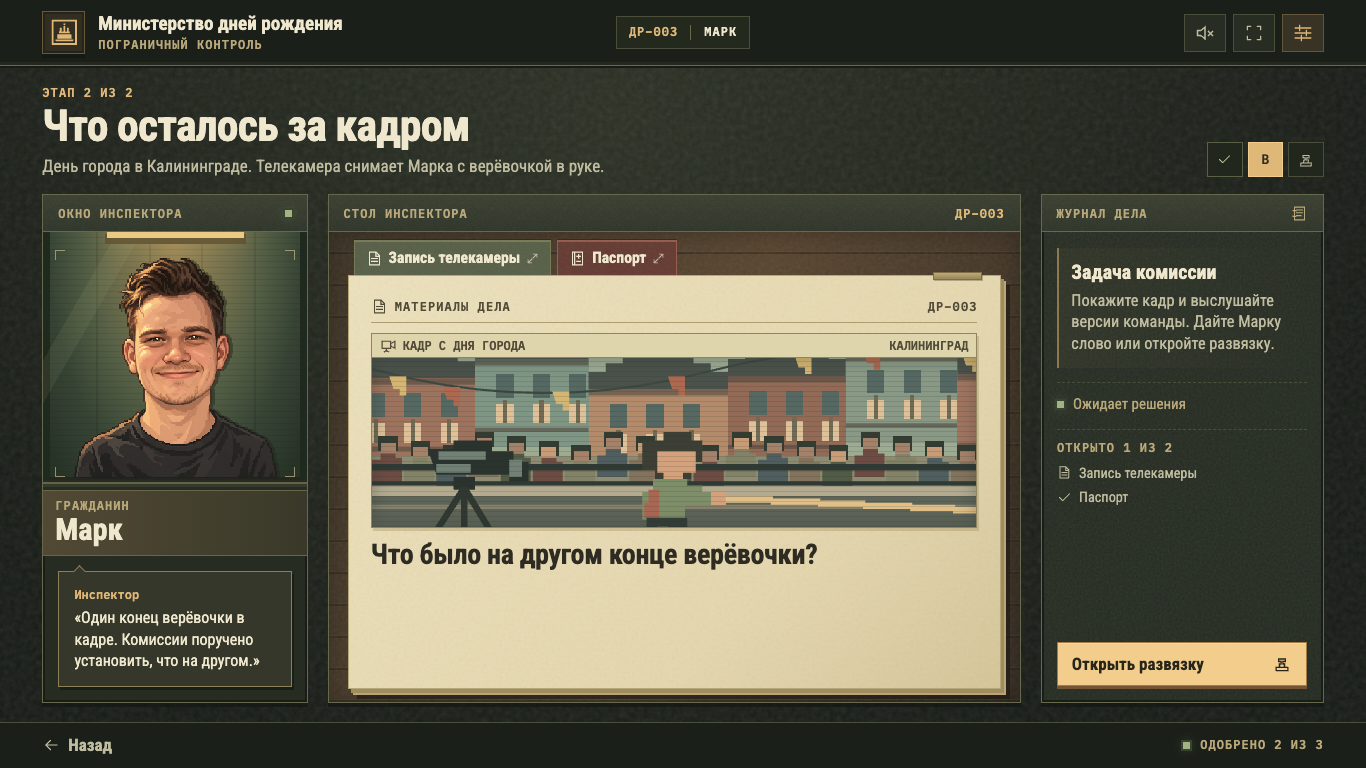 Министерство дней рождения
ПОГРАНИЧНЫЙ КОНТРОЛЬ
ДР-003 | МАРК
ЭТАП 2 ИЗ 2
Что осталось за кадром
День города в Калининграде. Телекамера снимает Марка с верёвочкой в руке.
В
ОКНО ИНСПЕКТОРА
ГРАЖДАНИН
Марк
Инспектор
«Один конец верёвочки в
кадре. Комиссии поручено
установить, что на другом.»
СТОЛ ИНСПЕКТОРА
ДР-003
Запись телекамеры
Паспорт
МАТЕРИАЛЫ ДЕЛА
ДР-003
КАДР С ДНЯ ГОРОДА
КАЛИНИНГРАД
Что было на другом конце верёвочки?
ЖУРНАЛ ДЕЛА
Задача комиссии
Покажите кадр и выслушайте
версии команды. Дайте Марку
слово или откройте развязку.
Ожидает решения
ОТКРЫТО 1 ИЗ 2
Запись телекамеры
Паспорт
Открыть развязку
Назад
ОДОБРЕНО 2 ИЗ 3